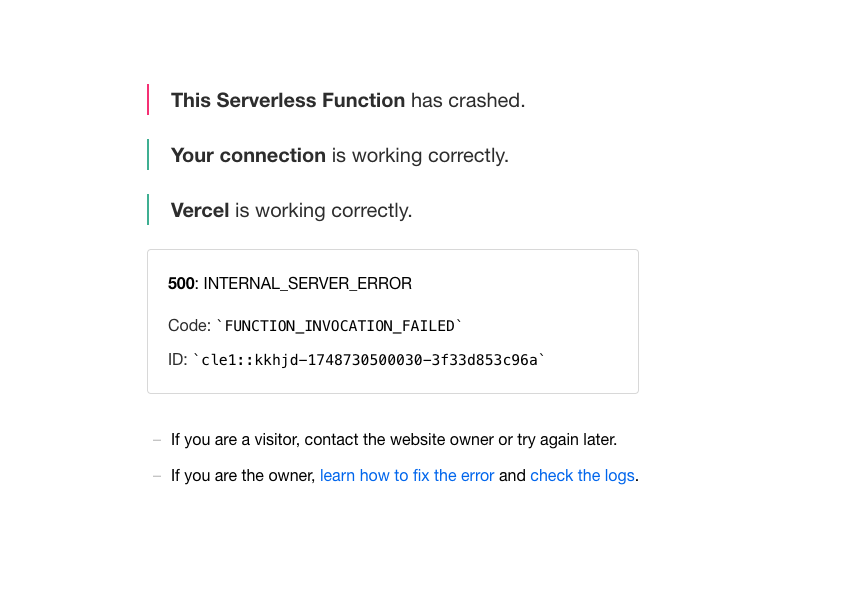 This Serverless Function has crashed.
Your connection is working correctly.
Vercel is working correctly.
500: INTERNAL_SERVER_ERROR
Code: `FUNCTION_INVOCATION_FAILED`
ID: `cle1::kkhjd-1748730500030-3f33d853c96a`
– If you are a visitor, contact the website owner or try again later.
– If you are the owner, learn how to fix the error and check the logs.